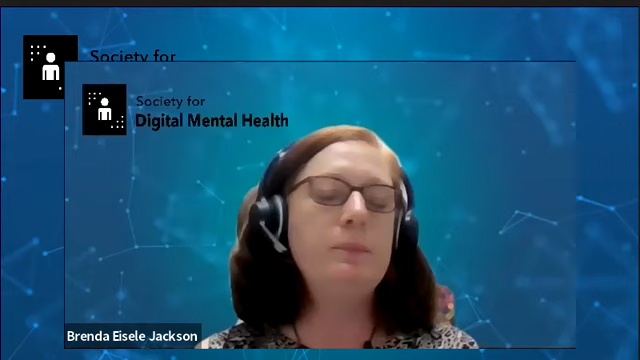 Society for
Society for
Digital Mental Health
Brenda Eisele Jackson